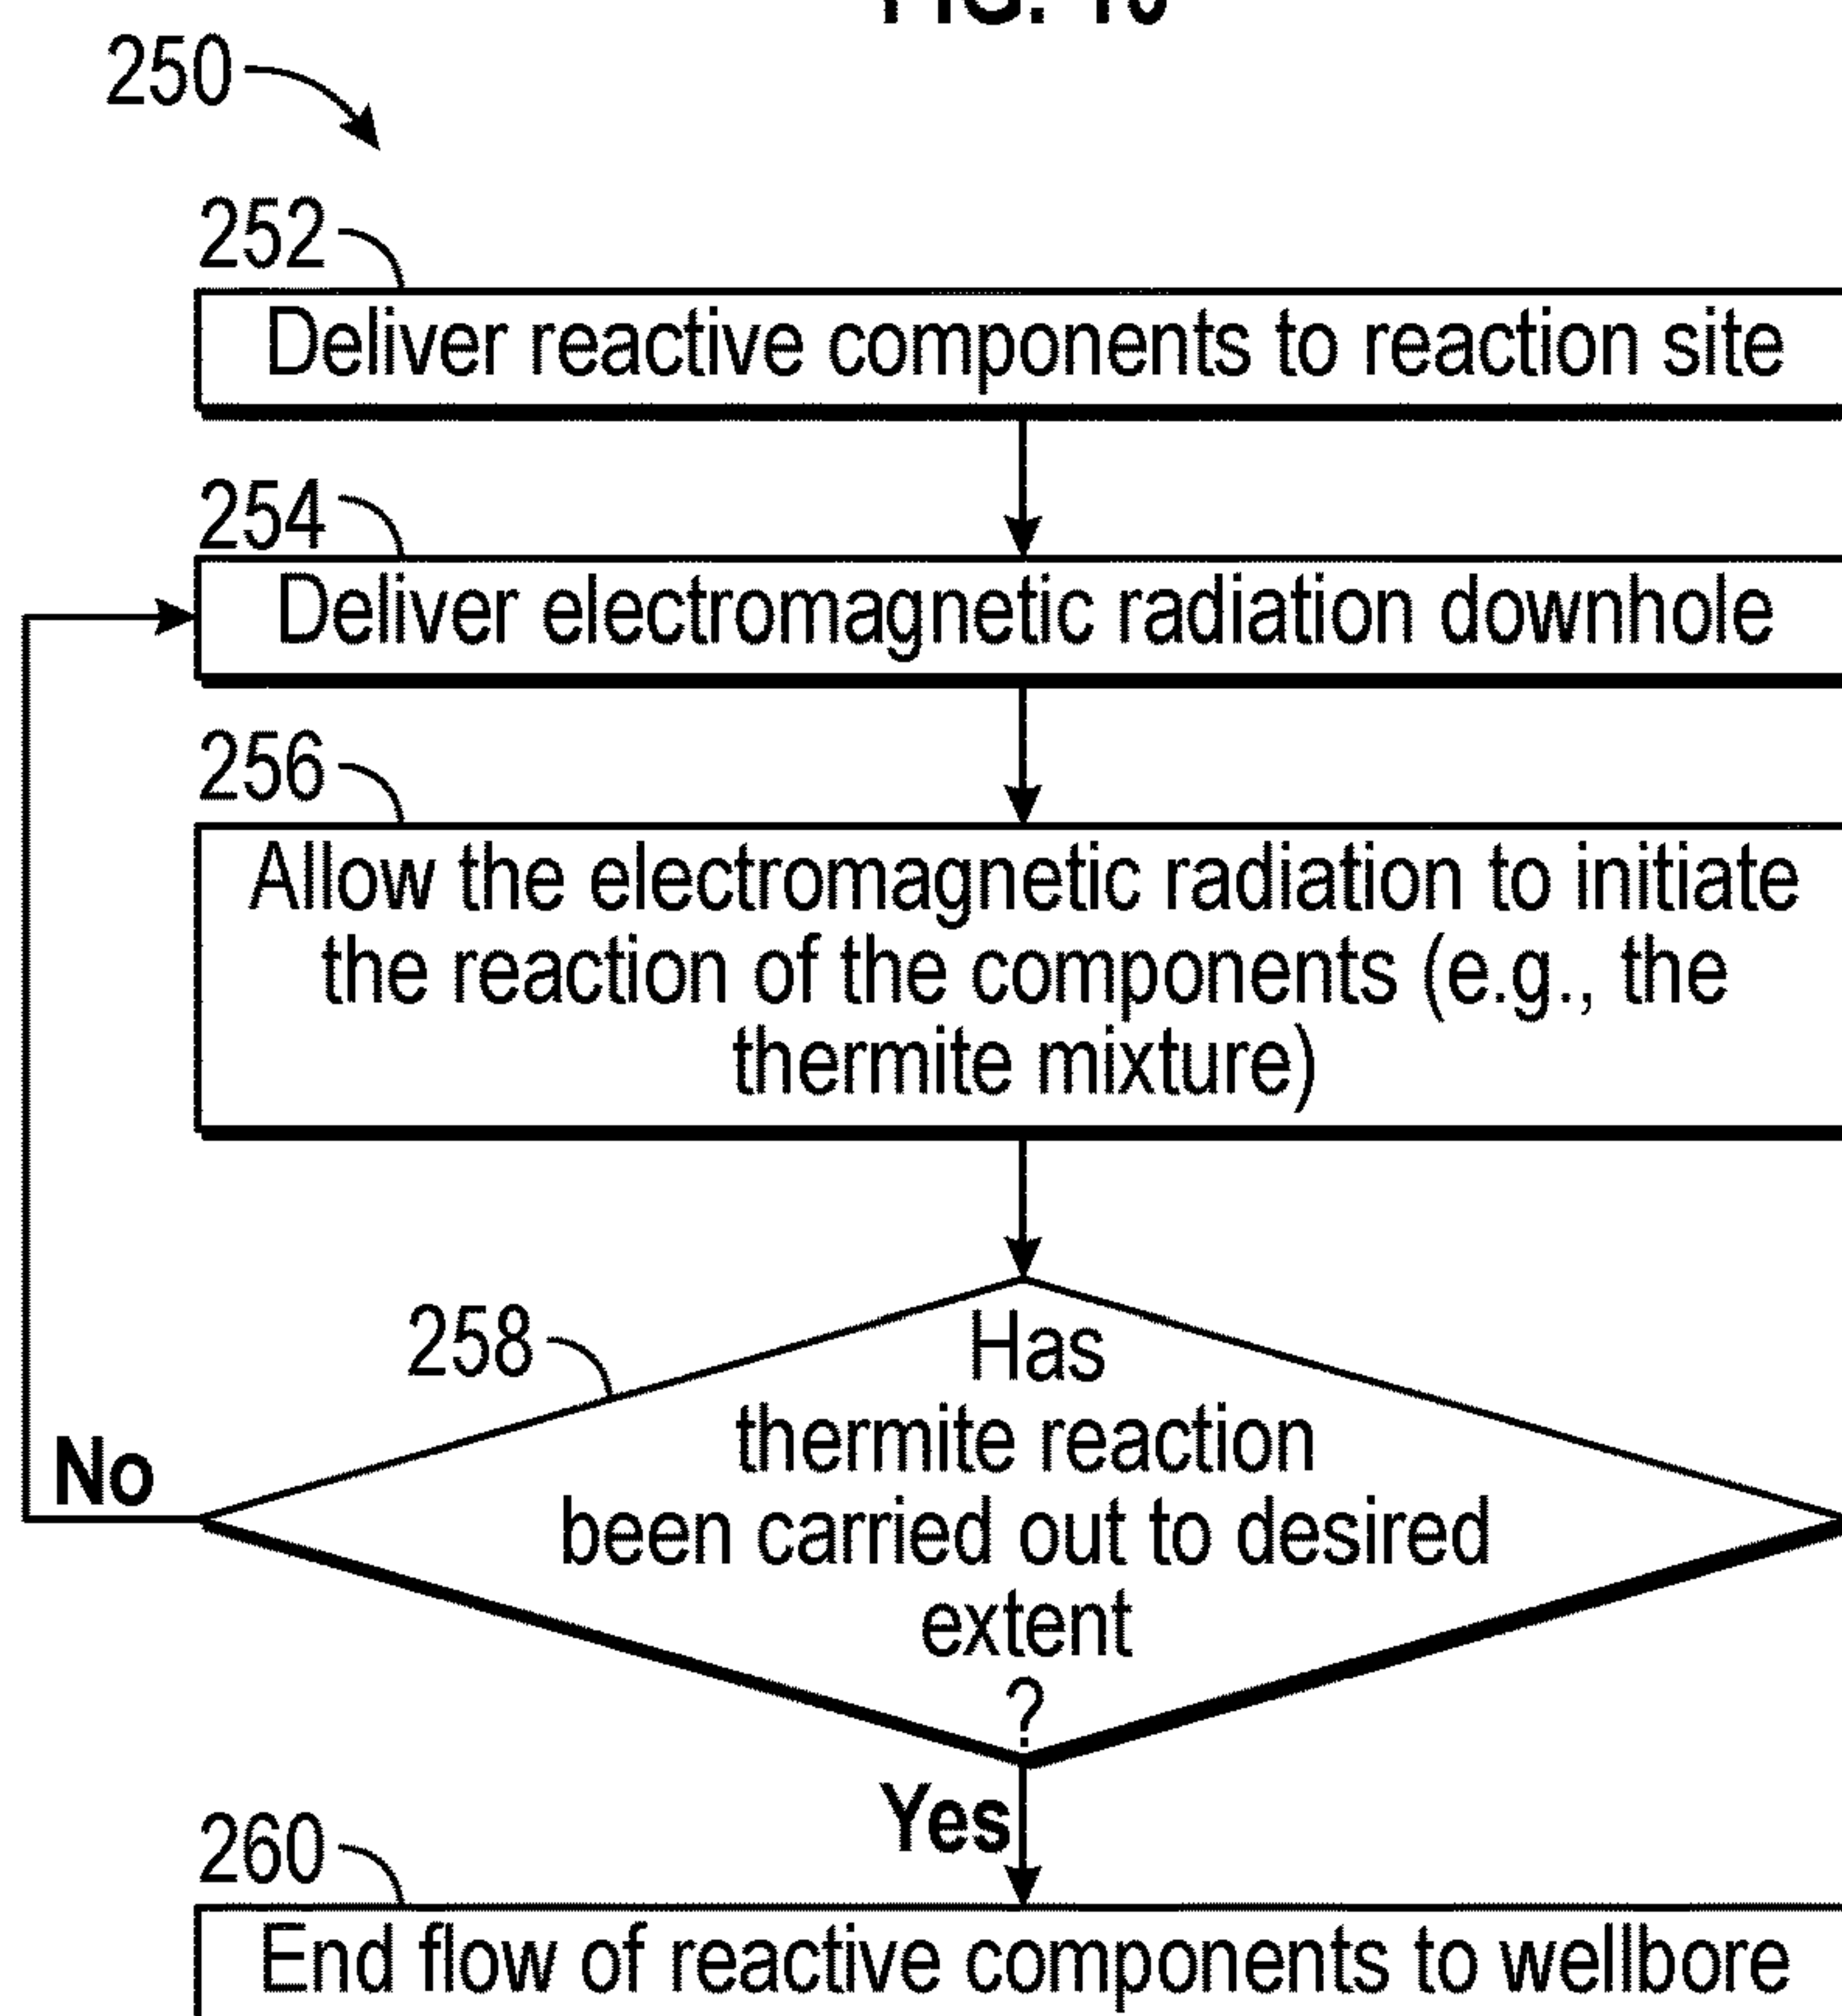 250
252
Deliver reactive components to reaction site
254
Deliver electromagnetic radiation downhole
256
Allow the electromagnetic radiation to initiate
the reaction of the components (e.g., the
thermite mixture)
258
Has
thermite reaction
been carried out to desired
extent
?
No
Yes
260
End flow of reactive components to wellbore